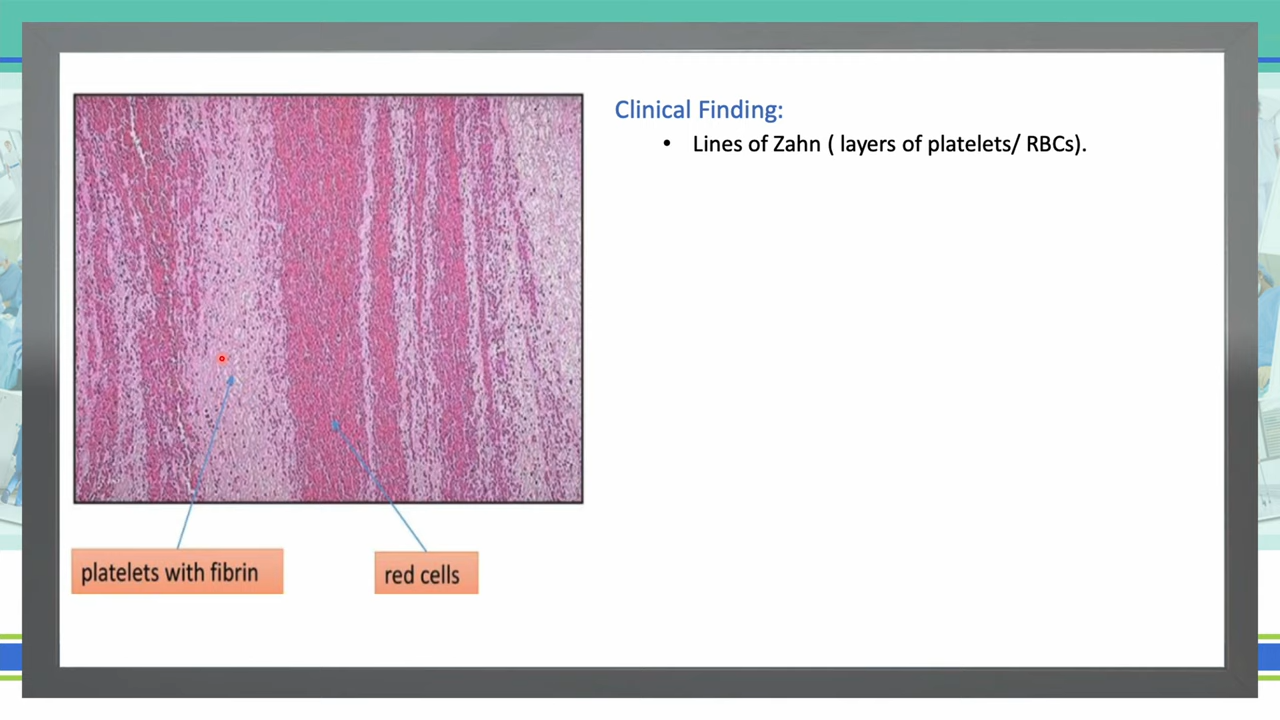 Clinical Finding:
• Lines of Zahn ( layers of platelets/ RBCs).
platelets with fibrin
red cells